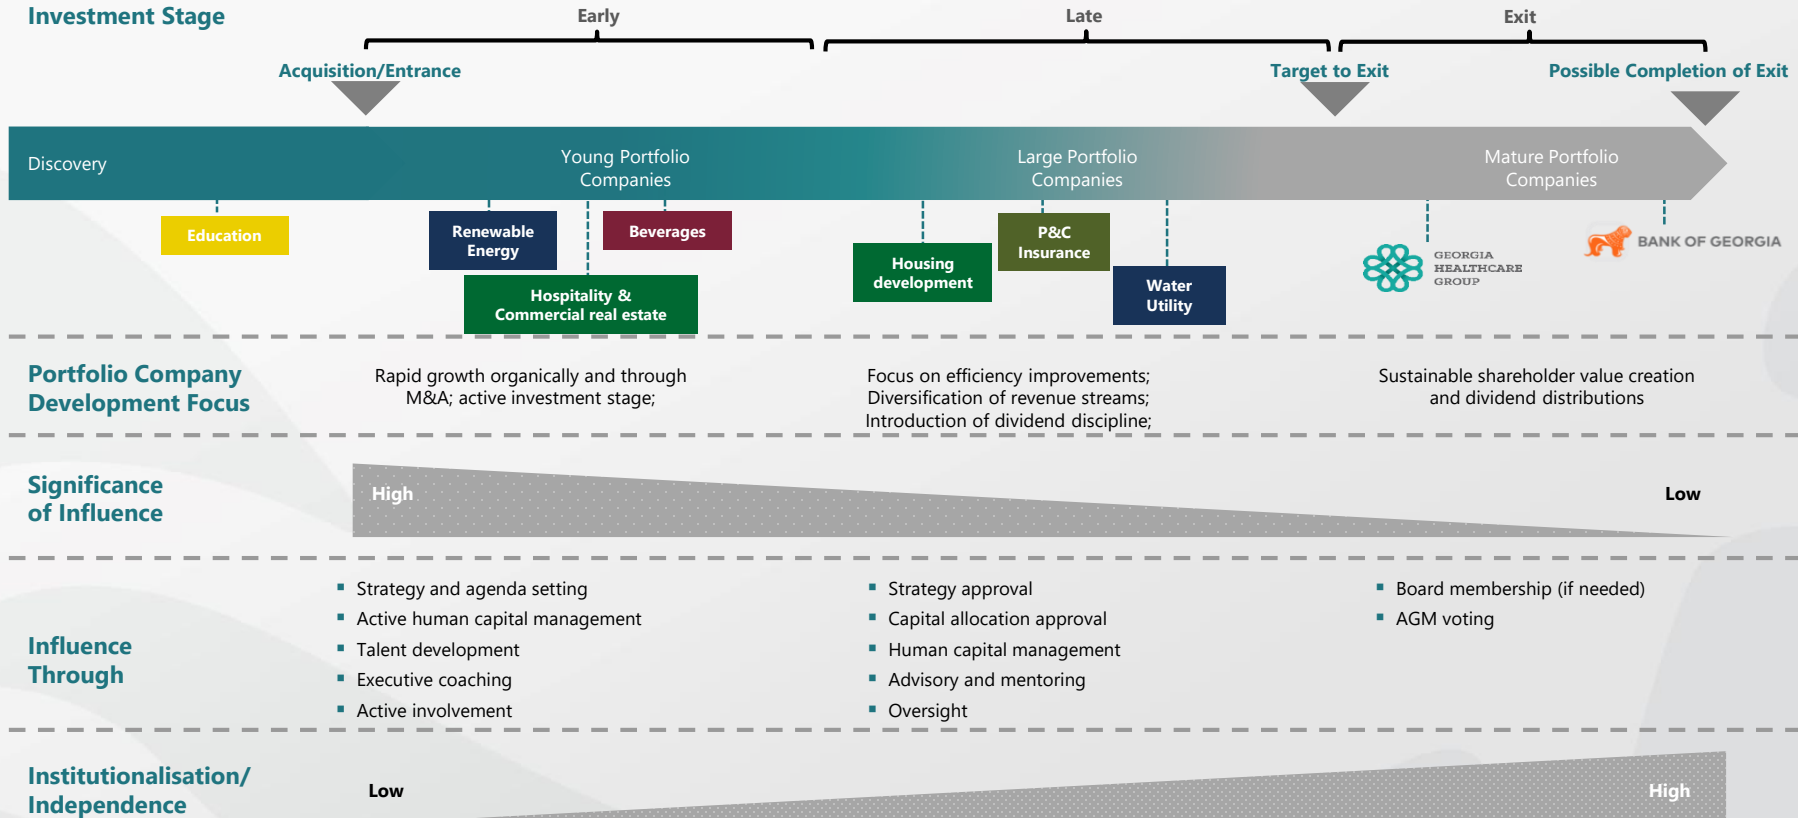 Investment Stage
Early
Late
Exit
Acquisition/Entrance
Target to Exit
Possible Completion of Exit
Discovery
Young Portfolio
Companies
Large Portfolio
Companies
Mature Portfolio
Companies
Education
Renewable
Energy
Beverages
Hospitality &
Commercial real estate
Housing
development
P&C
Insurance
Water
Utility
GEORGIA
HEALTHCARE
GROUP
BANK OF GEORGIA
Portfolio Company
Development Focus
Rapid growth organically and through
M&A; active investment stage;
Focus on efficiency improvements;
Diversification of revenue streams;
Introduction of dividend discipline;
Sustainable shareholder value creation
and dividend distributions
Significance
of Influence
High
Low
Influence
Through
▪ Strategy and agenda setting
▪ Active human capital management
▪ Talent development
▪ Executive coaching
▪ Active involvement
▪ Strategy approval
▪ Capital allocation approval
▪ Human capital management
▪ Advisory and mentoring
▪ Oversight
▪ Board membership (if needed)
▪ AGM voting
Institutionalisation/
Independence
Low
High